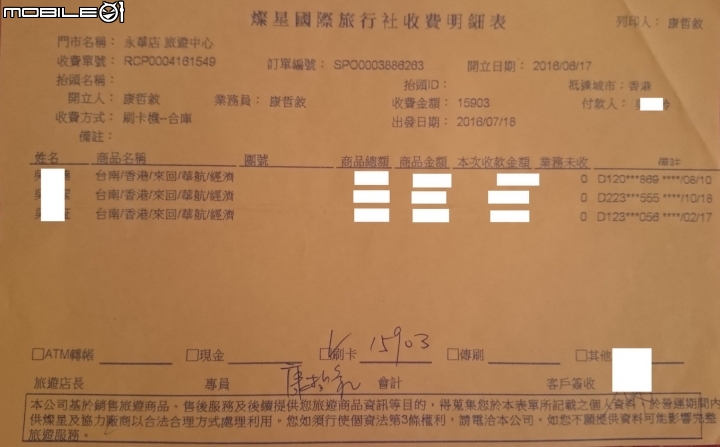 MOBILE01
燦星國際旅行社收費明細表
列印人： 康哲敘
門市名稱： 永華店 旅遊中心
收費單號： RCP0004161549 訂單編號： SPO0003886263 開立日期： 2016/06/17
抬頭名稱： 抬頭ID： 抵達城市：香港
開立人： 康哲敘 業務員： 康哲敘 收費金額： 15903 付款人：
收費方式： 刷卡機--合庫 出發日期： 2016/07/18
備註：
姓名 商品名稱 團號 商品總額 商品金額 本次收款金額 業務未收 備註
台南/香港/來回/華航/經濟 0 D120***869 ****/08/10
台南/香港/來回/華航/經濟 0 D223***555 ****/10/18
台南/香港/來回/華航/經濟 0 D123***056 ****/02/17
□ATM轉帳 □現金 □刷卡 15903 □傳刷 □其他
旅遊店長 專員 康哲敘 會計 客戶簽收
本公司基於銷售旅遊商品、售後服務及後續提供您旅遊商品資訊等目的，得蒐集您於本表單所記載之個人資料，於營運期間內
供燦星及協力廠商以合法合理方式處理利用。您如須行使個資法第3條權利，請電洽本公司。如您不願提供資料可能影響完整
旅遊服務。